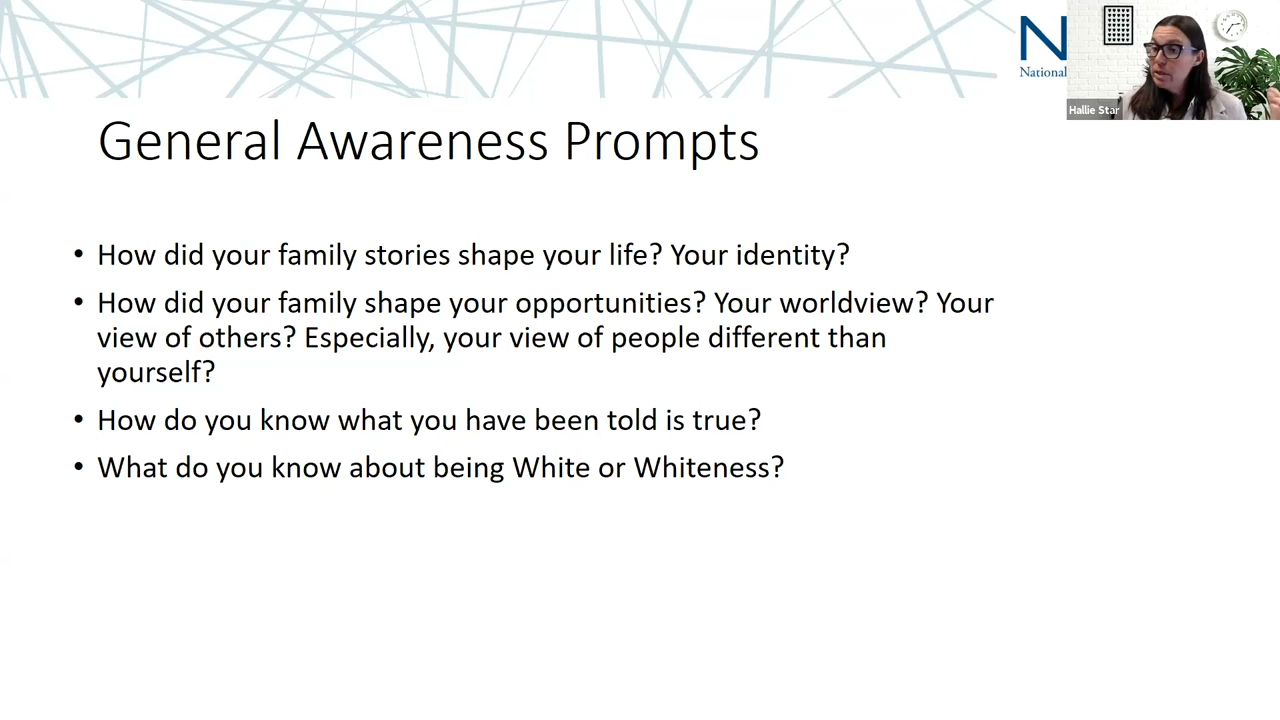 N
National
Hallie Star
General Awareness Prompts
• How did your family stories shape your life? Your identity?
• How did your family shape your opportunities? Your worldview? Your
view of others? Especially, your view of people different than
yourself?
• How do you know what you have been told is true?
• What do you know about being White or Whiteness?